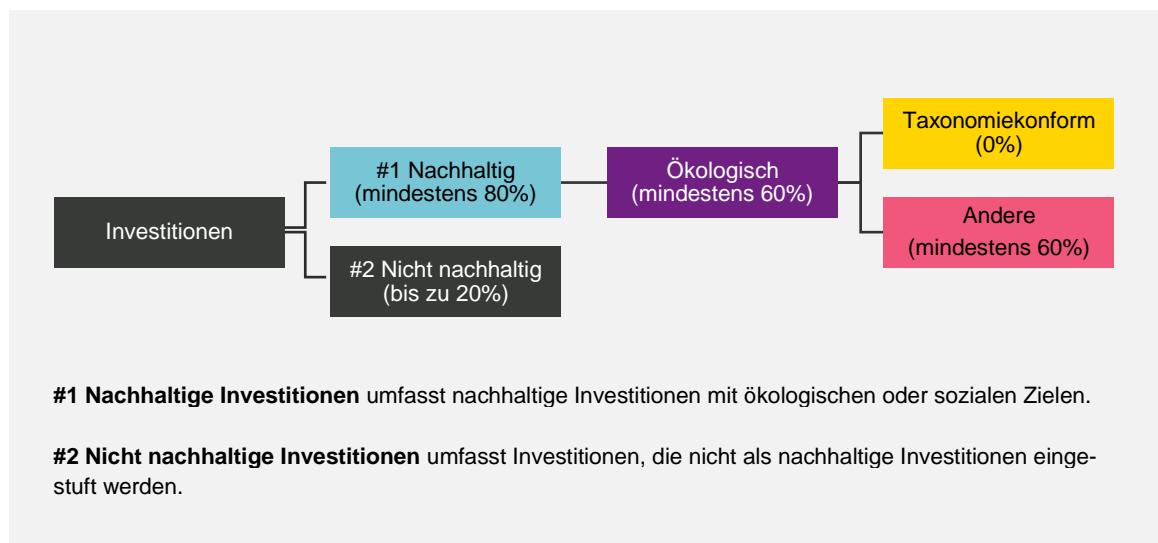 Taxonomiekonform
(0%)
#1 Nachhaltig
(mindestens 80%)
Ökologisch
(mindestens 60%)
Investitionen
Andere
(mindestens 60%)
#2 Nicht nachhaltig
(bis zu 20%)
#1 Nachhaltige Investitionen umfasst nachhaltige Investitionen mit ökologischen oder sozialen Zielen.
#2 Nicht nachhaltige Investitionen umfasst Investitionen, die nicht als nachhaltige Investitionen einge-
stuft werden.